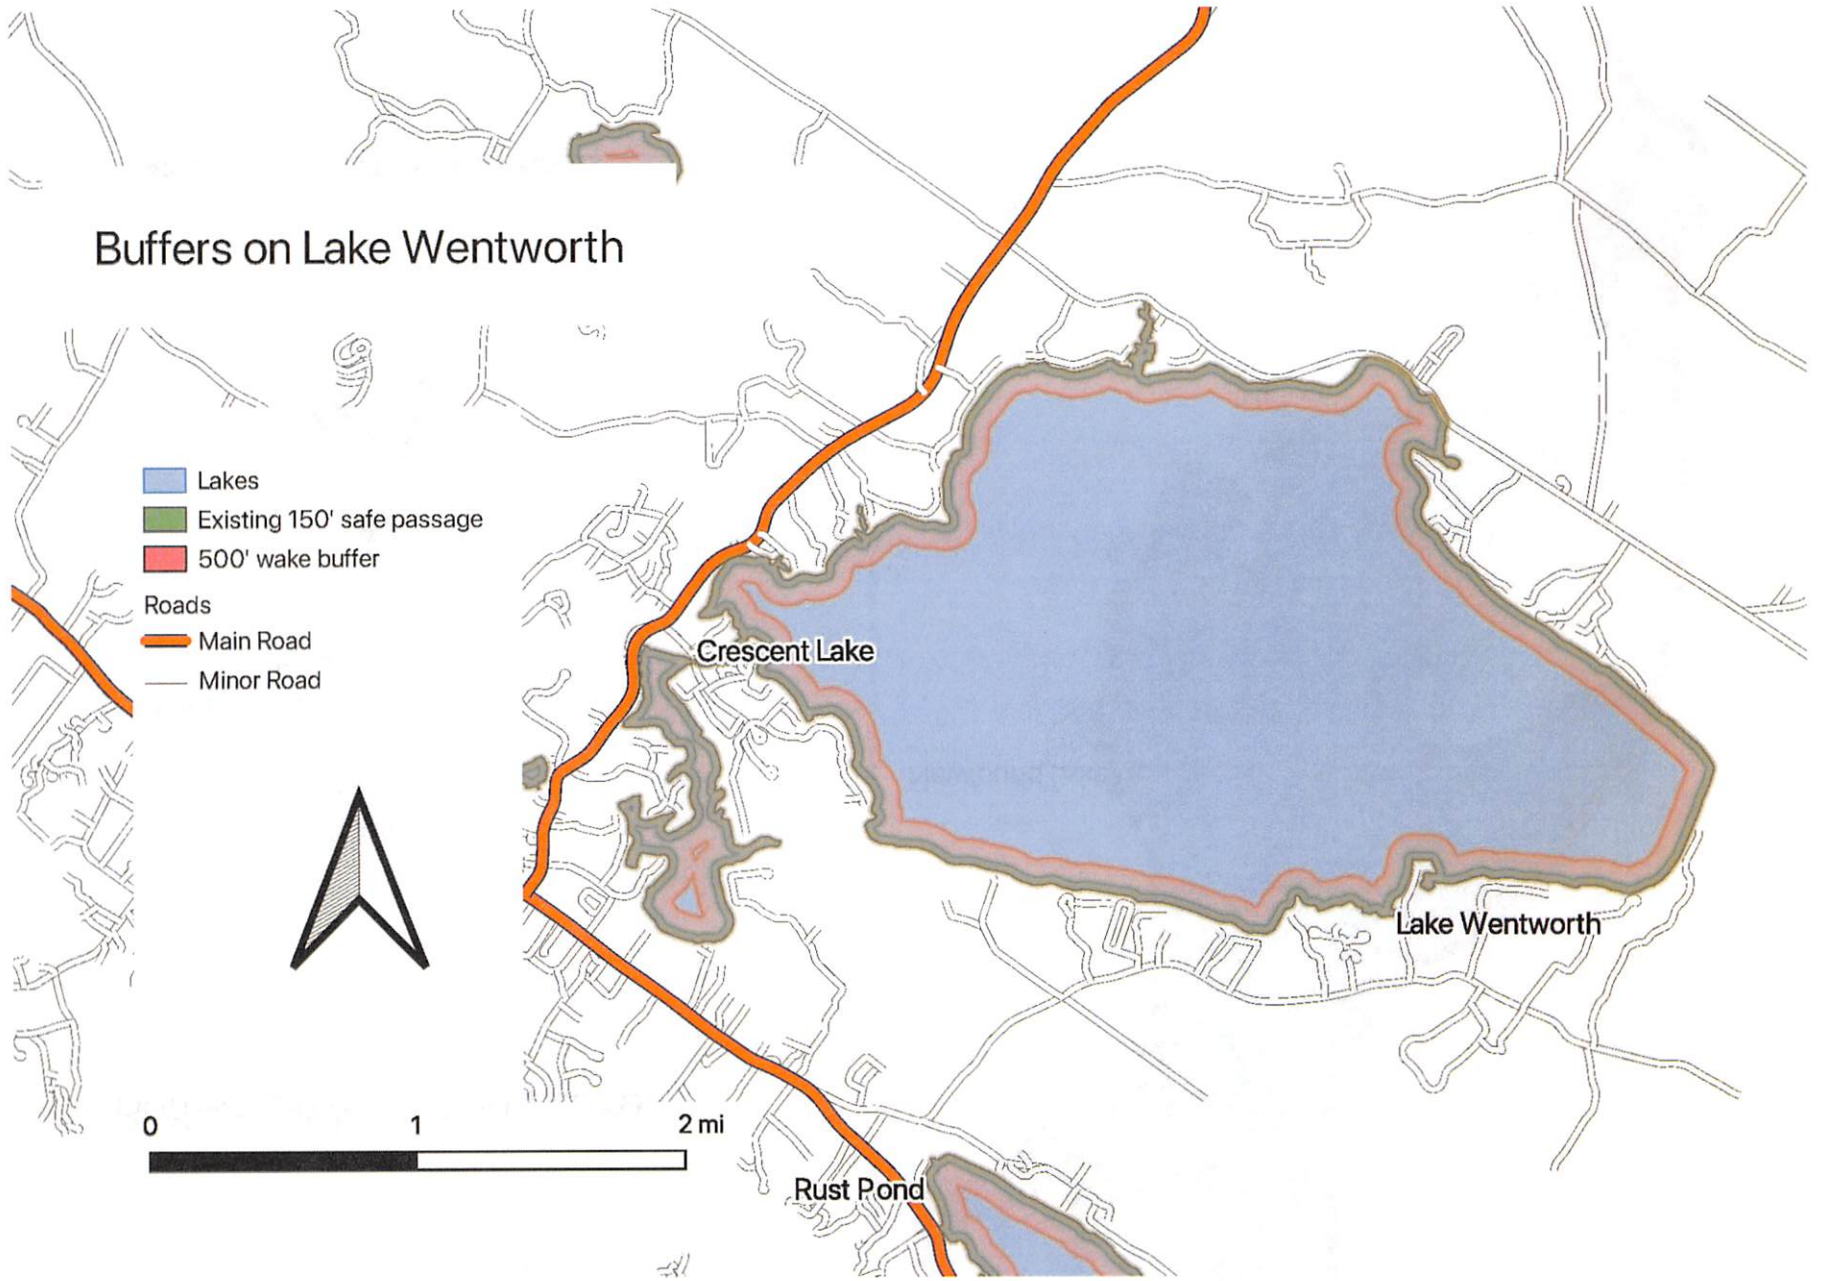 Buffers on Lake Wentworth
Lakes
Existing 150' safe passage
500' wake buffer
Roads
Main Road
Minor Road
Crescent Lake
Lake Wentworth
0 1 2 mi
Rust Pond